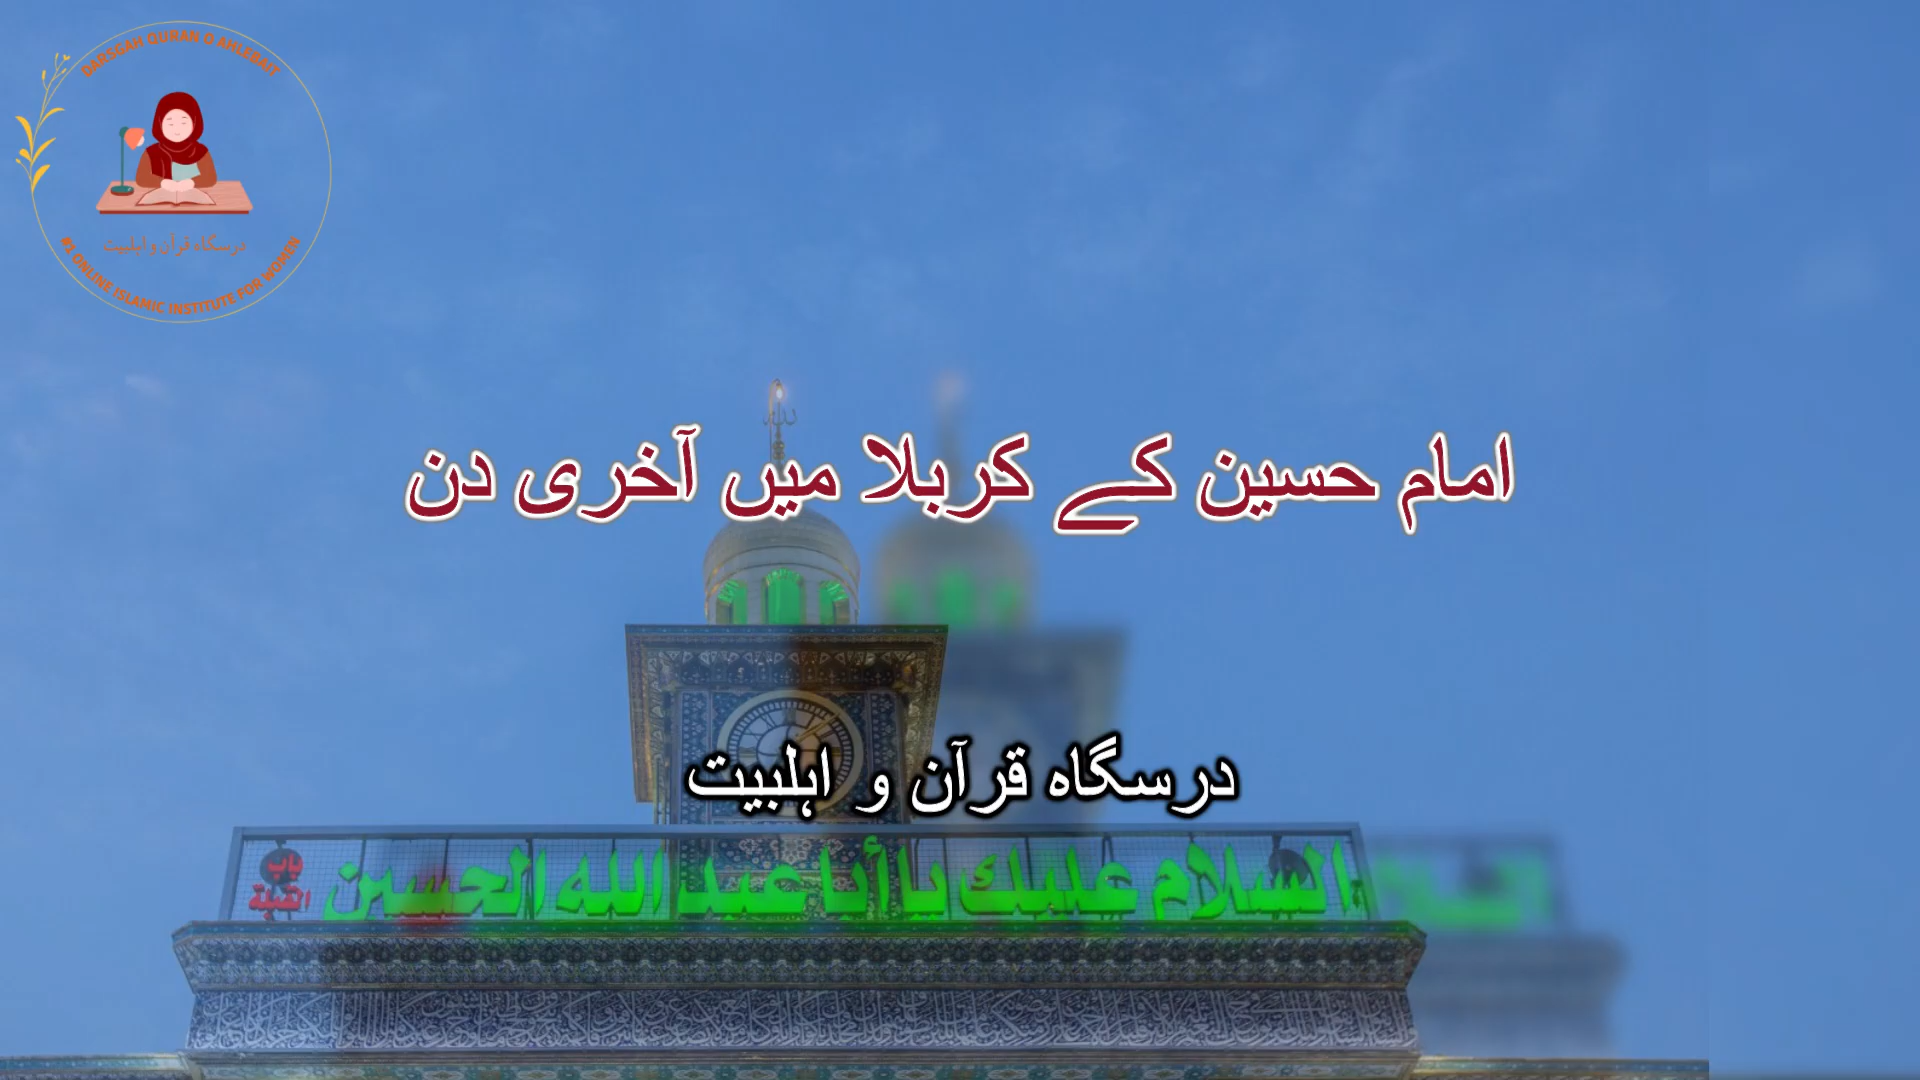 DARSGAH QURAN O AHLEBAIT
درسگاه قرآن و اہلبیت
#1 ONLINE ISLAMIC INSTITUTE FOR WOMEN
امام حسین کے کربلا میں آخری دن
درسگاہ قرآن و اہلبیت
السلام عليك يا أبا عبد الله الحسين
باب
القبلة